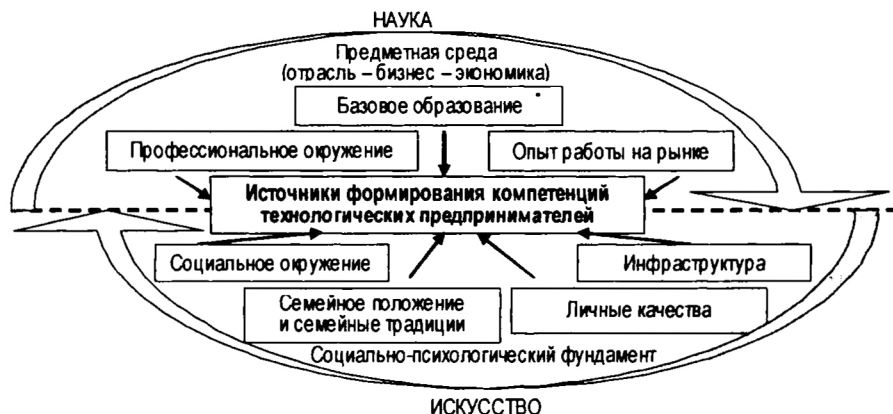 НАУКА
Предметная среда
(отрасль – бизнес – экономика)
Базовое образование
Профессиональное окружение
Опыт работы на рынке
Источники формирования компетенций
технологических предпринимателей
Социальное окружение
Инфраструктура
Семейное положение
и семейные традиции
Личные качества
Социально-психологический фундамент
ИСКУССТВО